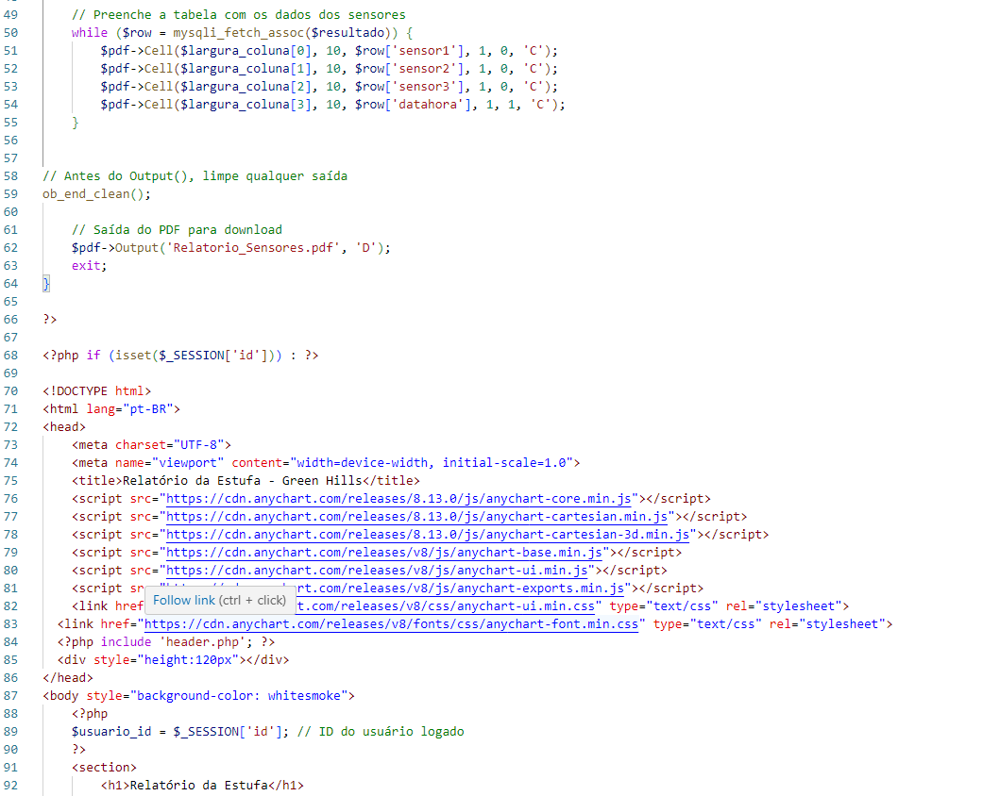 49 // Preenche a tabela com os dados dos sensores
50 while ($row = mysqli_fetch_assoc($resultado)) {
51 $pdf->Cell($largura_coluna[0], 10, $row['sensor1'], 1, 0, 'C');
52 $pdf->Cell($largura_coluna[1], 10, $row['sensor2'], 1, 0, 'C');
53 $pdf->Cell($largura_coluna[2], 10, $row['sensor3'], 1, 0, 'C');
54 $pdf->Cell($largura_coluna[3], 10, $row['datahora'], 1, 1, 'C');
55 }
56
57
58 // Antes do Output(), limpe qualquer saída
59 ob_end_clean();
60
61 // Saída do PDF para download
62 $pdf->Output('Relatorio_Sensores.pdf', 'D');
63 exit;
64 }
65
66 ?>
67
68 <?php if (isset($_SESSION['id'])) : ?>
69
70 <!DOCTYPE html>
71 <html lang="pt-BR">
72 <head>
73 <meta charset="UTF-8">
74 <meta name="viewport" content="width=device-width, initial-scale=1.0">
75 <title>Relatório da Estufa - Green Hills</title>
76 <script src="https://cdn.anychart.com/releases/8.13.0/js/anychart-core.min.js"></script>
77 <script src="https://cdn.anychart.com/releases/8.13.0/js/anychart-cartesian.min.js"></script>
78 <script src="https://cdn.anychart.com/releases/8.13.0/js/anychart-cartesian-3d.min.js"></script>
79 <script src="https://cdn.anychart.com/releases/v8/js/anychart-base.min.js"></script>
80 <script src="https://cdn.anychart.com/releases/v8/js/anychart-ui.min.js"></script>
81 <script src="https://cdn.anychart.com/releases/v8/js/anychart-exports.min.js"></script>
Follow link (ctrl + click)
82 <link href t.com/releases/v8/css/anychart-ui.min.css" type="text/css" rel="stylesheet">
83 <link href="https://cdn.anychart.com/releases/v8/fonts/css/anychart-font.min.css" type="text/css" rel="stylesheet">
84 <?php include 'header.php'; ?>
85 <div style="height:120px"></div>
86 </head>
87 <body style="background-color: whitesmoke">
88 <?php
89 $usuario_id = $_SESSION['id']; // ID do usuário logado
90 ?>
91 <section>
92 <h1>Relatório da Estufa</h1>